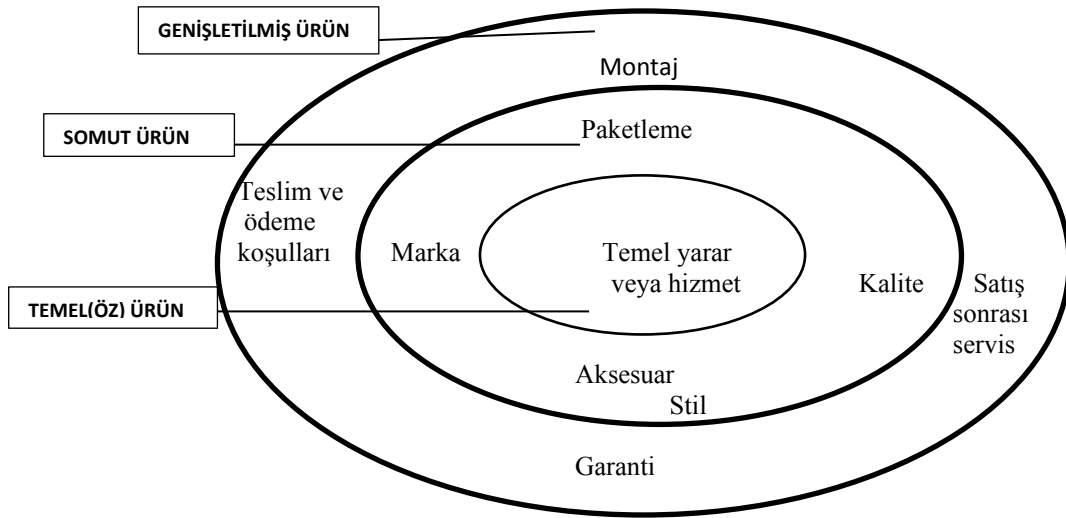 GENİŞLETİLMİŞ ÜRÜN
Montaj
SOMUT ÜRÜN
Paketleme
Teslim ve
ödeme
koşulları
Marka
Temel yarar
veya hizmet
Kalite
Satış
sonrası
servis
TEMEL(ÖZ) ÜRÜN
Aksesuar
Stil
Garanti